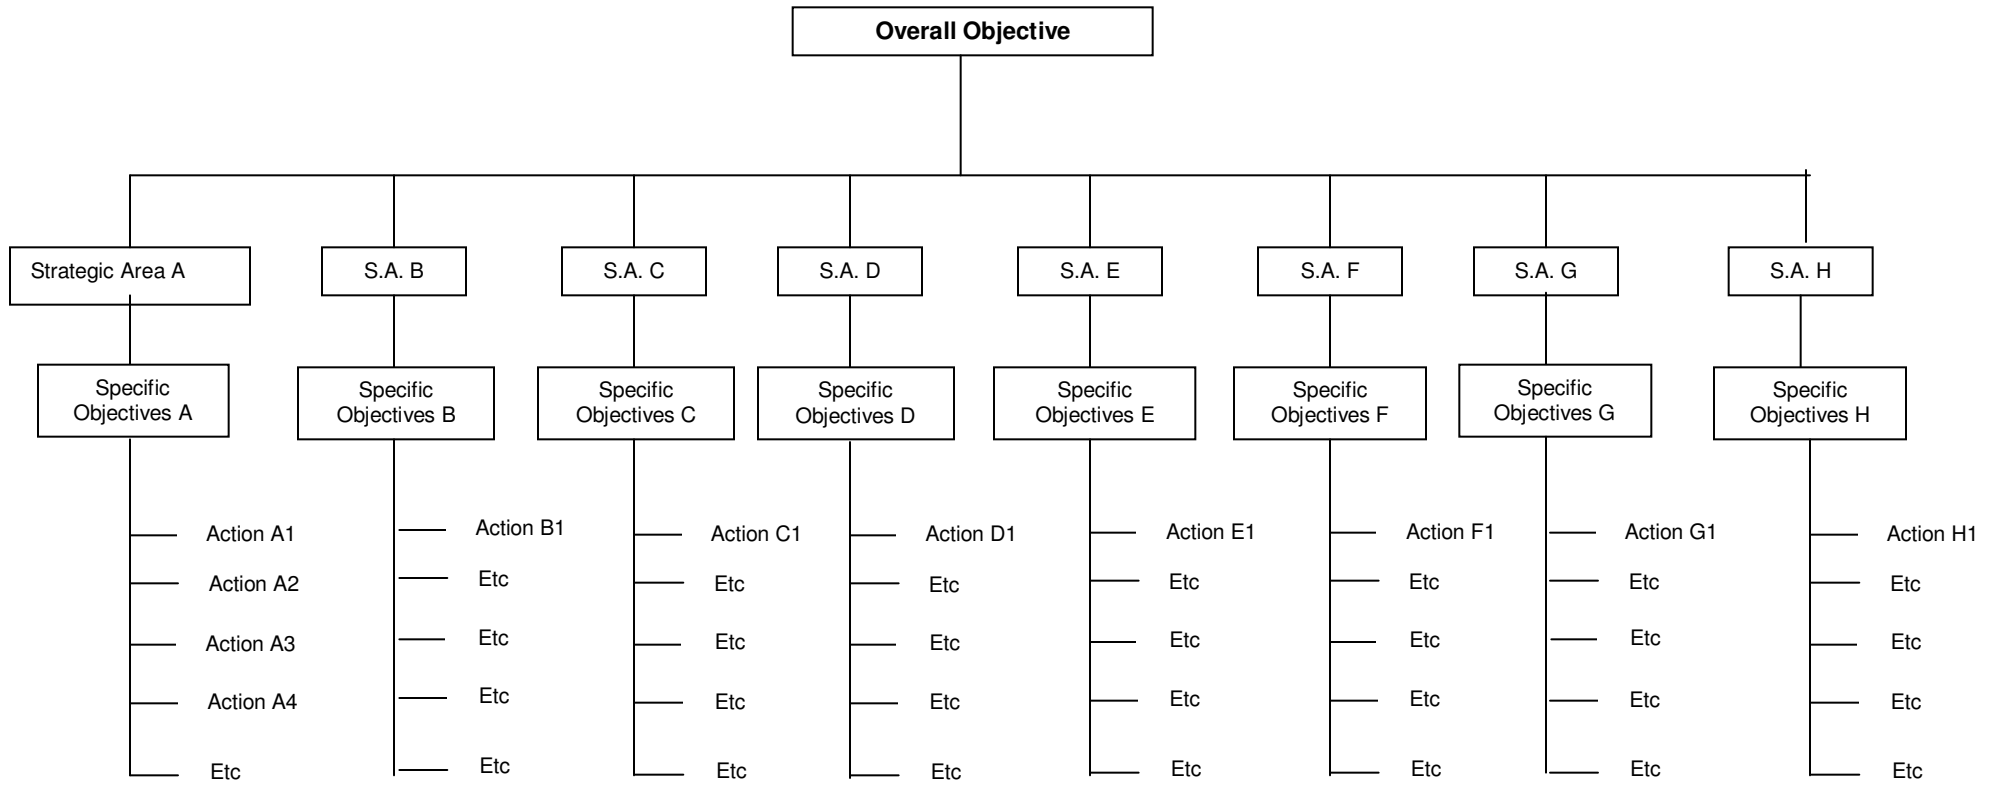 Overall Objective
Strategic Area A
S.A. B
S.A. C
S.A. D
S.A. E
S.A. F
S.A. G
S.A. H
Specific
Objectives A
Specific
Objectives B
Specific
Objectives C
Specific
Objectives D
Specific
Objectives E
Specific
Objectives F
Specific
Objectives G
Specific
Objectives H
Action A1
Action A2
Action A3
Action A4
Etc
Action B1
Etc
Etc
Etc
Etc
Action C1
Etc
Etc
Etc
Etc
Action D1
Etc
Etc
Etc
Etc
Action E1
Etc
Etc
Etc
Etc
Action F1
Etc
Etc
Etc
Etc
Action G1
Etc
Etc
Etc
Etc
Action H1
Etc
Etc
Etc
Etc